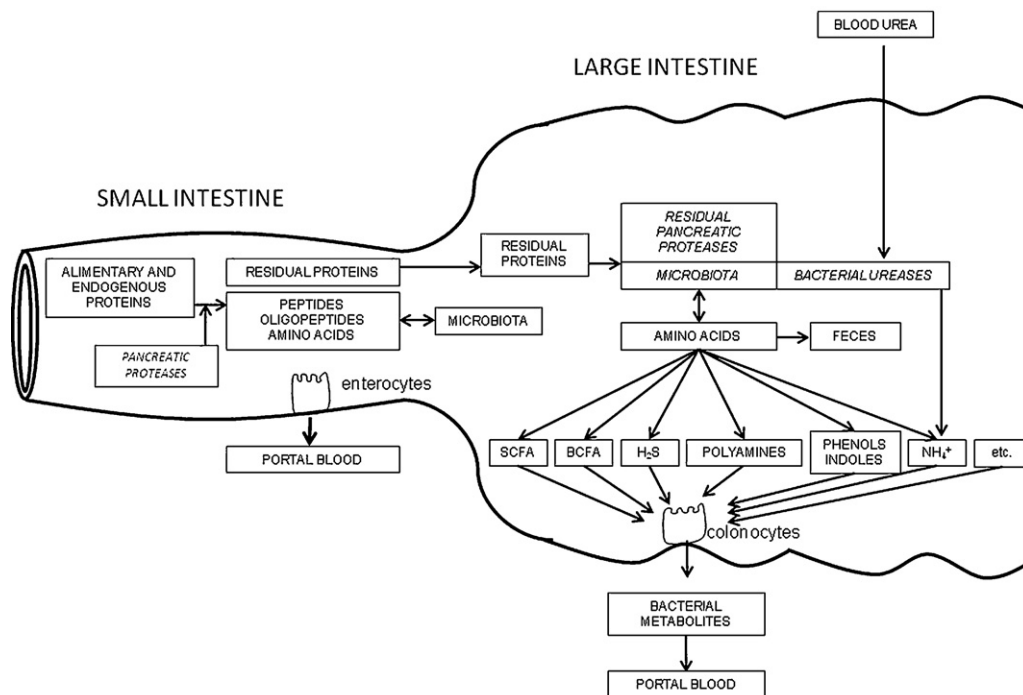 BLOOD UREA
LARGE INTESTINE
SMALL INTESTINE
ALIMENTARY AND
ENDOGENOUS
PROTEINS
PANCREATIC
PROTEASES
RESIDUAL PROTEINS
PEPTIDES
OLIGOPEPTIDES
AMINO ACIDS
MICROBIOTA
enterocytes
PORTAL BLOOD
RESIDUAL
PROTEINS
RESIDUAL
PANCREATIC
PROTEASES
MICROBIOTA
BACTERIAL UREASES
AMINO ACIDS
FECES
SCFA
BCFA
H₂S
POLYAMINES
PHENOLS
INDOLES
NH₄⁺
etc.
colonocytes
BACTERIAL
METABOLITES
PORTAL BLOOD